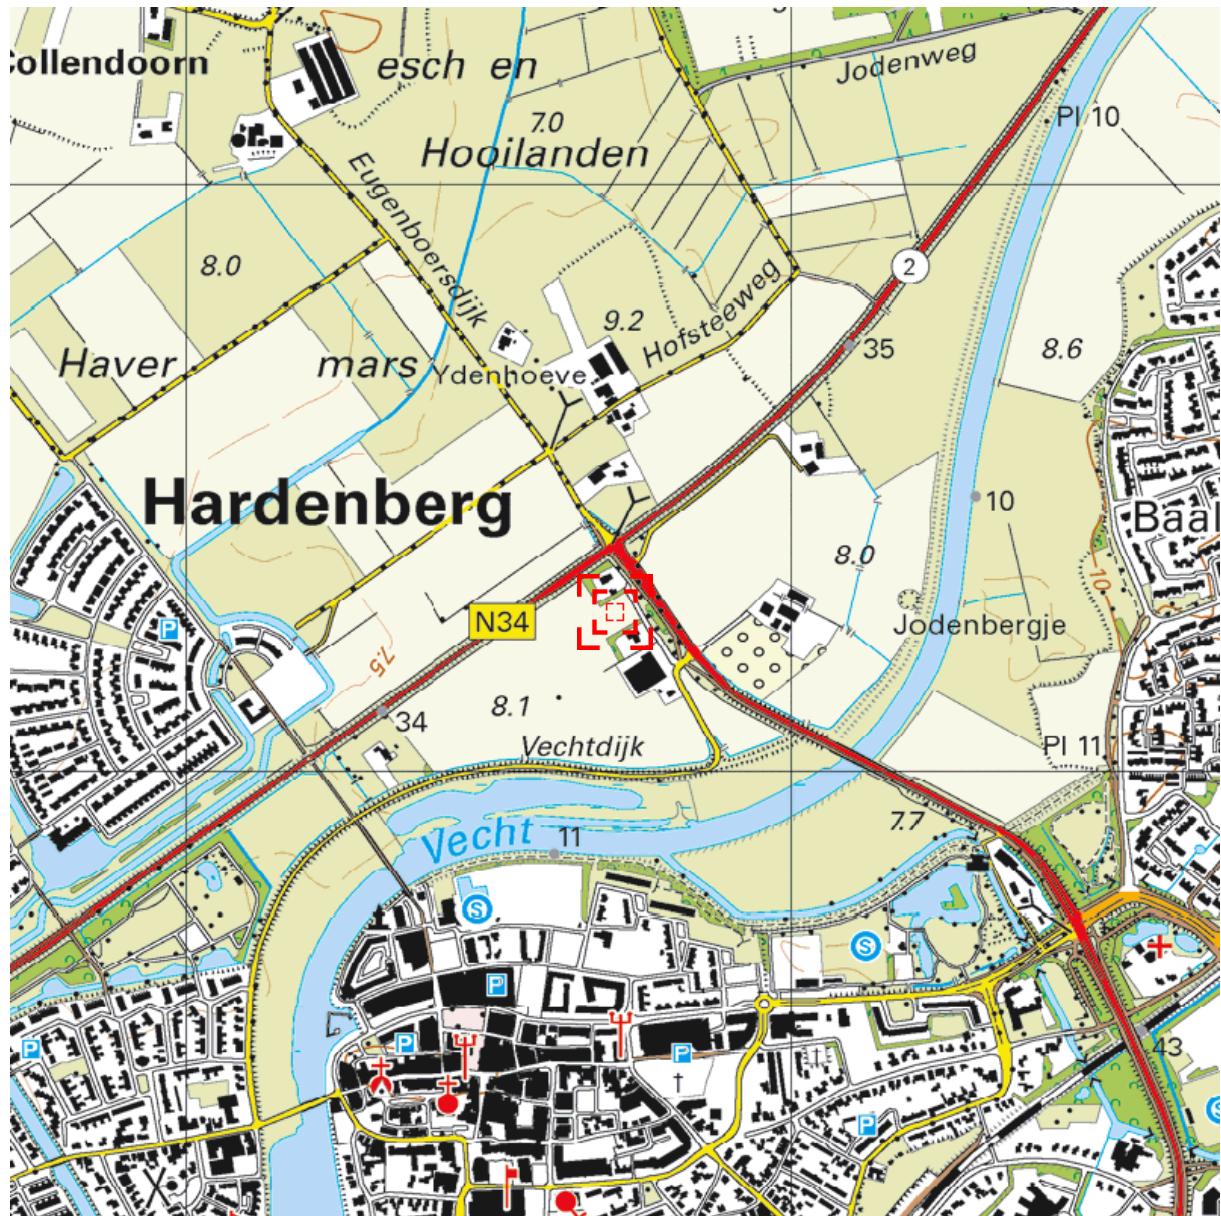 Collendoorn
esch en
Jodenweg
Pl 10
7.0
Hooilanden
Eugenboersdijk
8.0
2
9.2
Hofsteeweg
35
8.6
Haver
mars
Ydenhoeve
Hardenberg
10
Baal
8.0
10
N34
P
Jodenbergje
7.5
8.1
34
Vechtdijk
Pl 11
7.7
Vecht
11
S
S
P
P
P
P
43
S
P